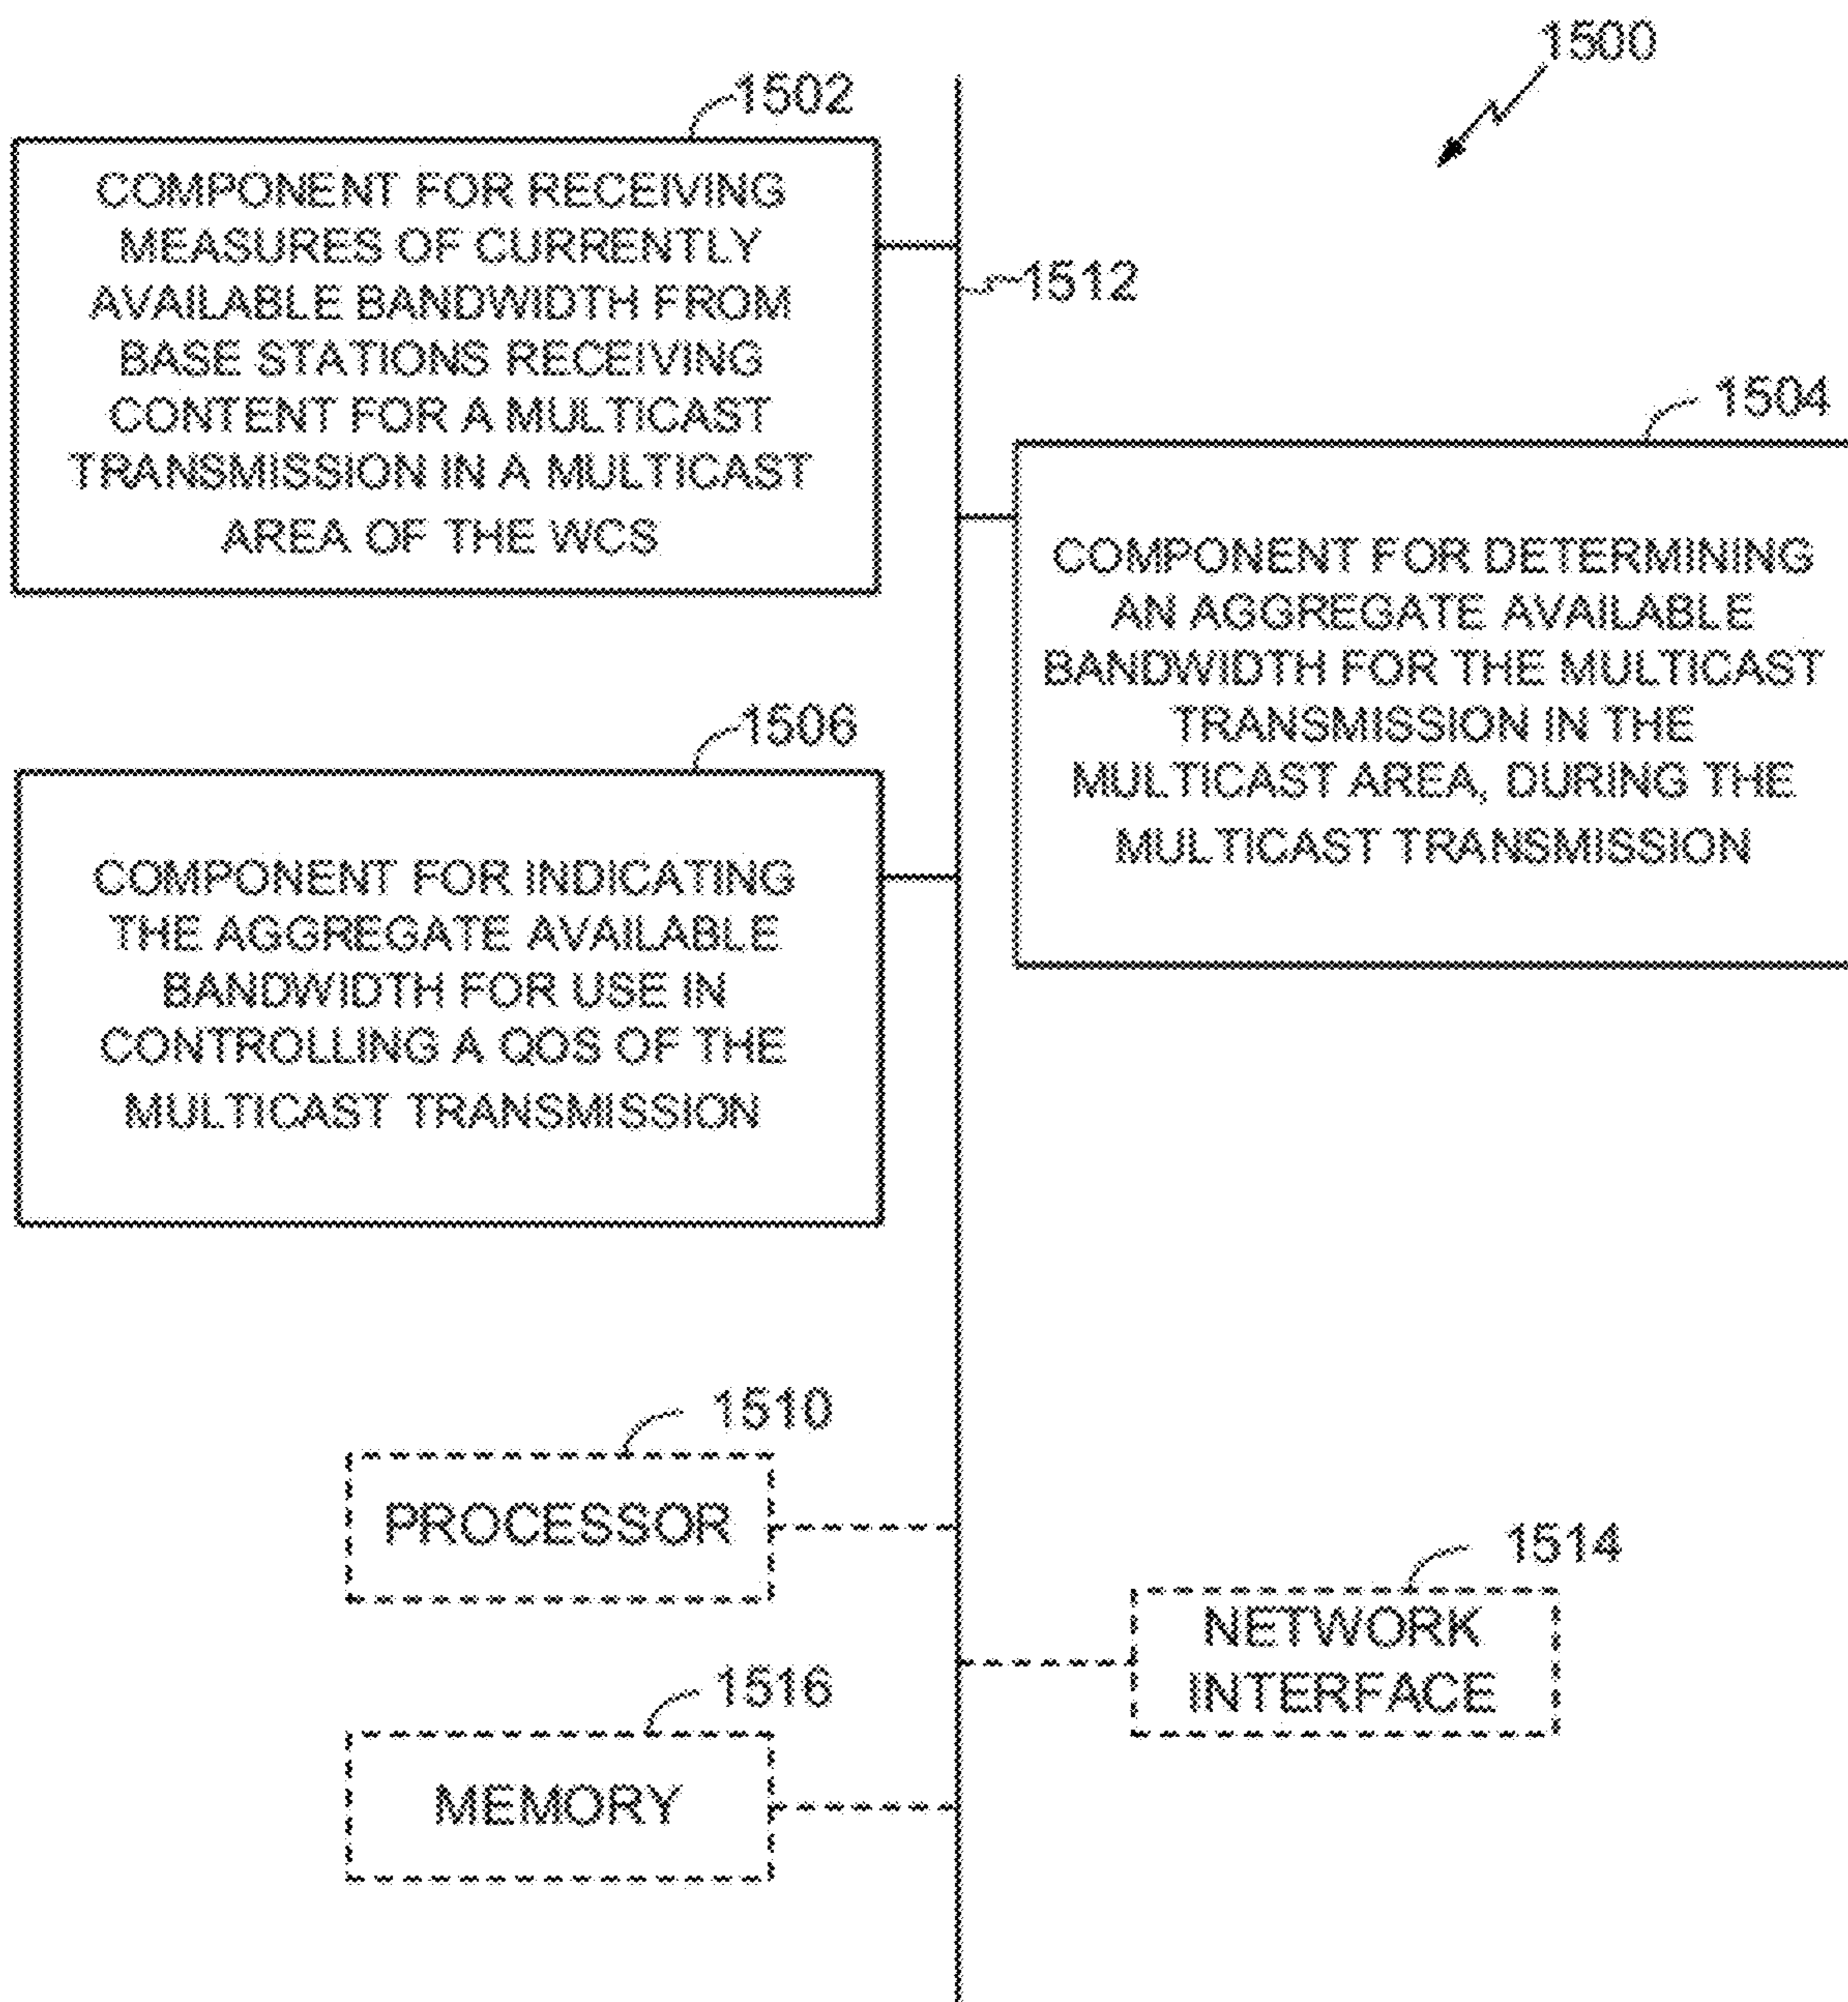 1500
1502
COMPONENT FOR RECEIVING
MEASURES OF CURRENTLY
AVAILABLE BANDWIDTH FROM
BASE STATIONS RECEIVING
CONTENT FOR A MULTICAST
TRANSMISSION IN A MULTICAST
AREA OF THE WCS
1512
1504
COMPONENT FOR DETERMINING
AN AGGREGATE AVAILABLE
BANDWIDTH FOR THE MULTICAST
TRANSMISSION IN THE
MULTICAST AREA, DURING THE
MULTICAST TRANSMISSION
1506
COMPONENT FOR INDICATING
THE AGGREGATE AVAILABLE
BANDWIDTH FOR USE IN
CONTROLLING A QOS OF THE
MULTICAST TRANSMISSION
1510
PROCESSOR
1514
NETWORK
INTERFACE
1516
MEMORY